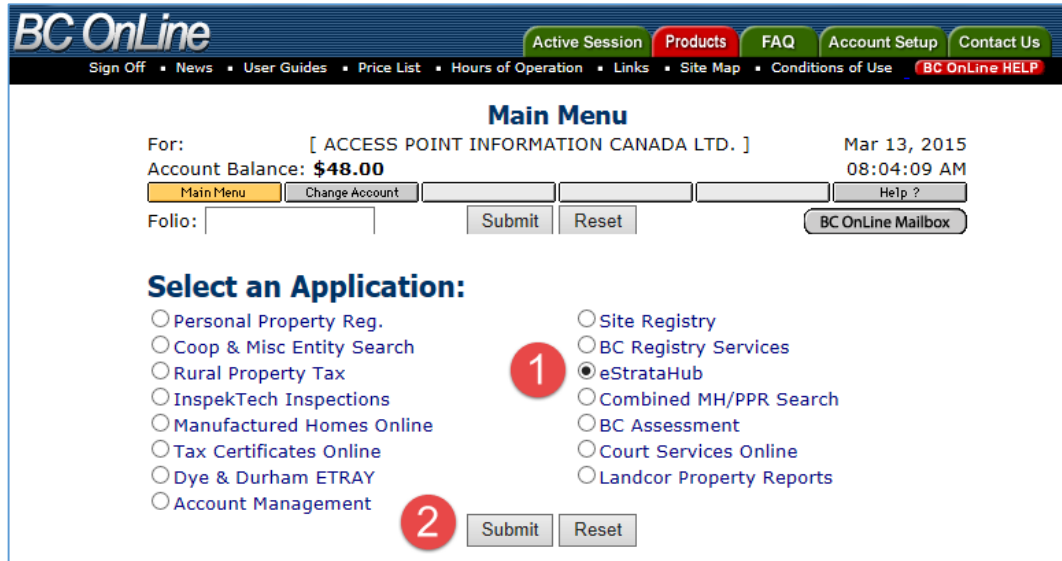 BC OnLine
Active Session Products FAQ Account Setup Contact Us
Sign Off ▪ News ▪ User Guides ▪ Price List ▪ Hours of Operation ▪ Links ▪ Site Map ▪ Conditions of Use BC OnLine HELP
Main Menu
For: [ ACCESS POINT INFORMATION CANADA LTD. ] Mar 13, 2015
Account Balance: $48.00 08:04:09 AM
Main Menu Change Account Help ?
Folio: Submit Reset BC OnLine Mailbox
Select an Application:
Personal Property Reg. Site Registry
Coop & Misc Entity Search BC Registry Services
Rural Property Tax 1 eStrataHub
InspekTech Inspections Combined MH/PPR Search
Manufactured Homes Online BC Assessment
Tax Certificates Online Court Services Online
Dye & Durham ETRAY Landcor Property Reports
Account Management
2 Submit Reset